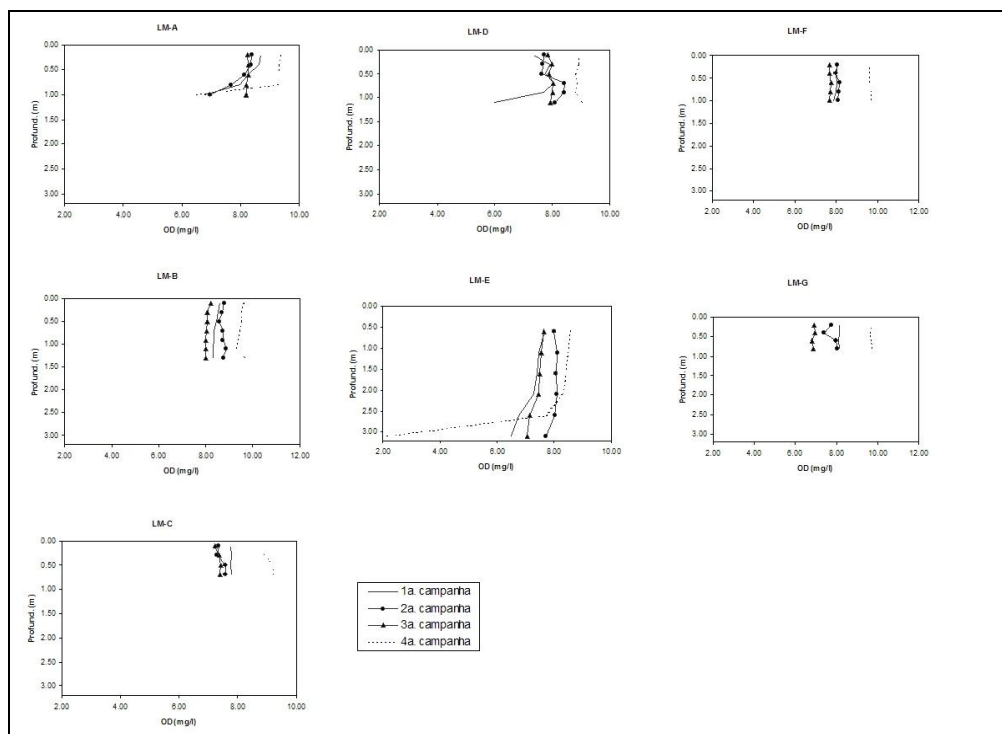 LM-A
0.00
0.50
1.00
1.50
2.00
2.50
3.00
Profund. (m)
2.00 4.00 6.00 8.00 10.00
OD (mg/l)
LM-D
0.00
0.50
1.00
1.50
2.00
2.50
3.00
Profund. (m)
2.00 4.00 6.00 8.00 10.00
OD (mg/l)
LM-F
0.00
0.50
1.00
1.50
2.00
2.50
3.00
Profund. (m)
2.00 4.00 6.00 8.00 10.00 12.00
OD (mg/l)
LM-B
0.00
0.50
1.00
1.50
2.00
2.50
3.00
Profund. (m)
2.00 4.00 6.00 8.00 10.00 12.00
OD (mg/l)
LM-E
0.00
0.50
1.00
1.50
2.00
2.50
3.00
Profund. (m)
2.00 4.00 6.00 8.00 10.00
OD (mg/l)
LM-G
0.00
0.50
1.00
1.50
2.00
2.50
3.00
Profund. (m)
2.00 4.00 6.00 8.00 10.00 12.00
OD (mg/l)
LM-C
0.00
0.50
1.00
1.50
2.00
2.50
3.00
Profund. (m)
2.00 4.00 6.00 8.00 10.00
OD (mg/l)
1a. campanha
2a. campanha
3a. campanha
4a. campanha